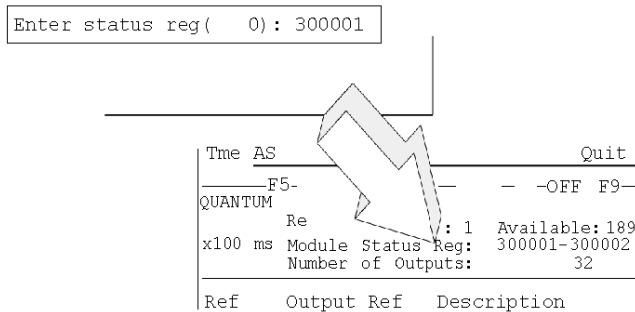 Enter status reg(   0): 300001
Tme AS Quit
F5- -OFF F9-
QUANTUM
Re : 1 Available: 189
x100 ms Module Status Reg: 300001-300002
Number of Outputs: 32
Ref Output Ref Description